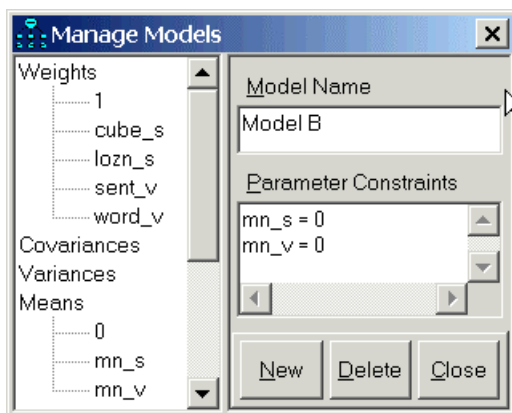 Manage Models
Weights
1
cube_s
lozn_s
sent_v
word_v
Covariances
Variances
Means
0
mn_s
mn_v
Model Name
Model B
Parameter Constraints
mn_s = 0
mn_v = 0
New
Delete
Close